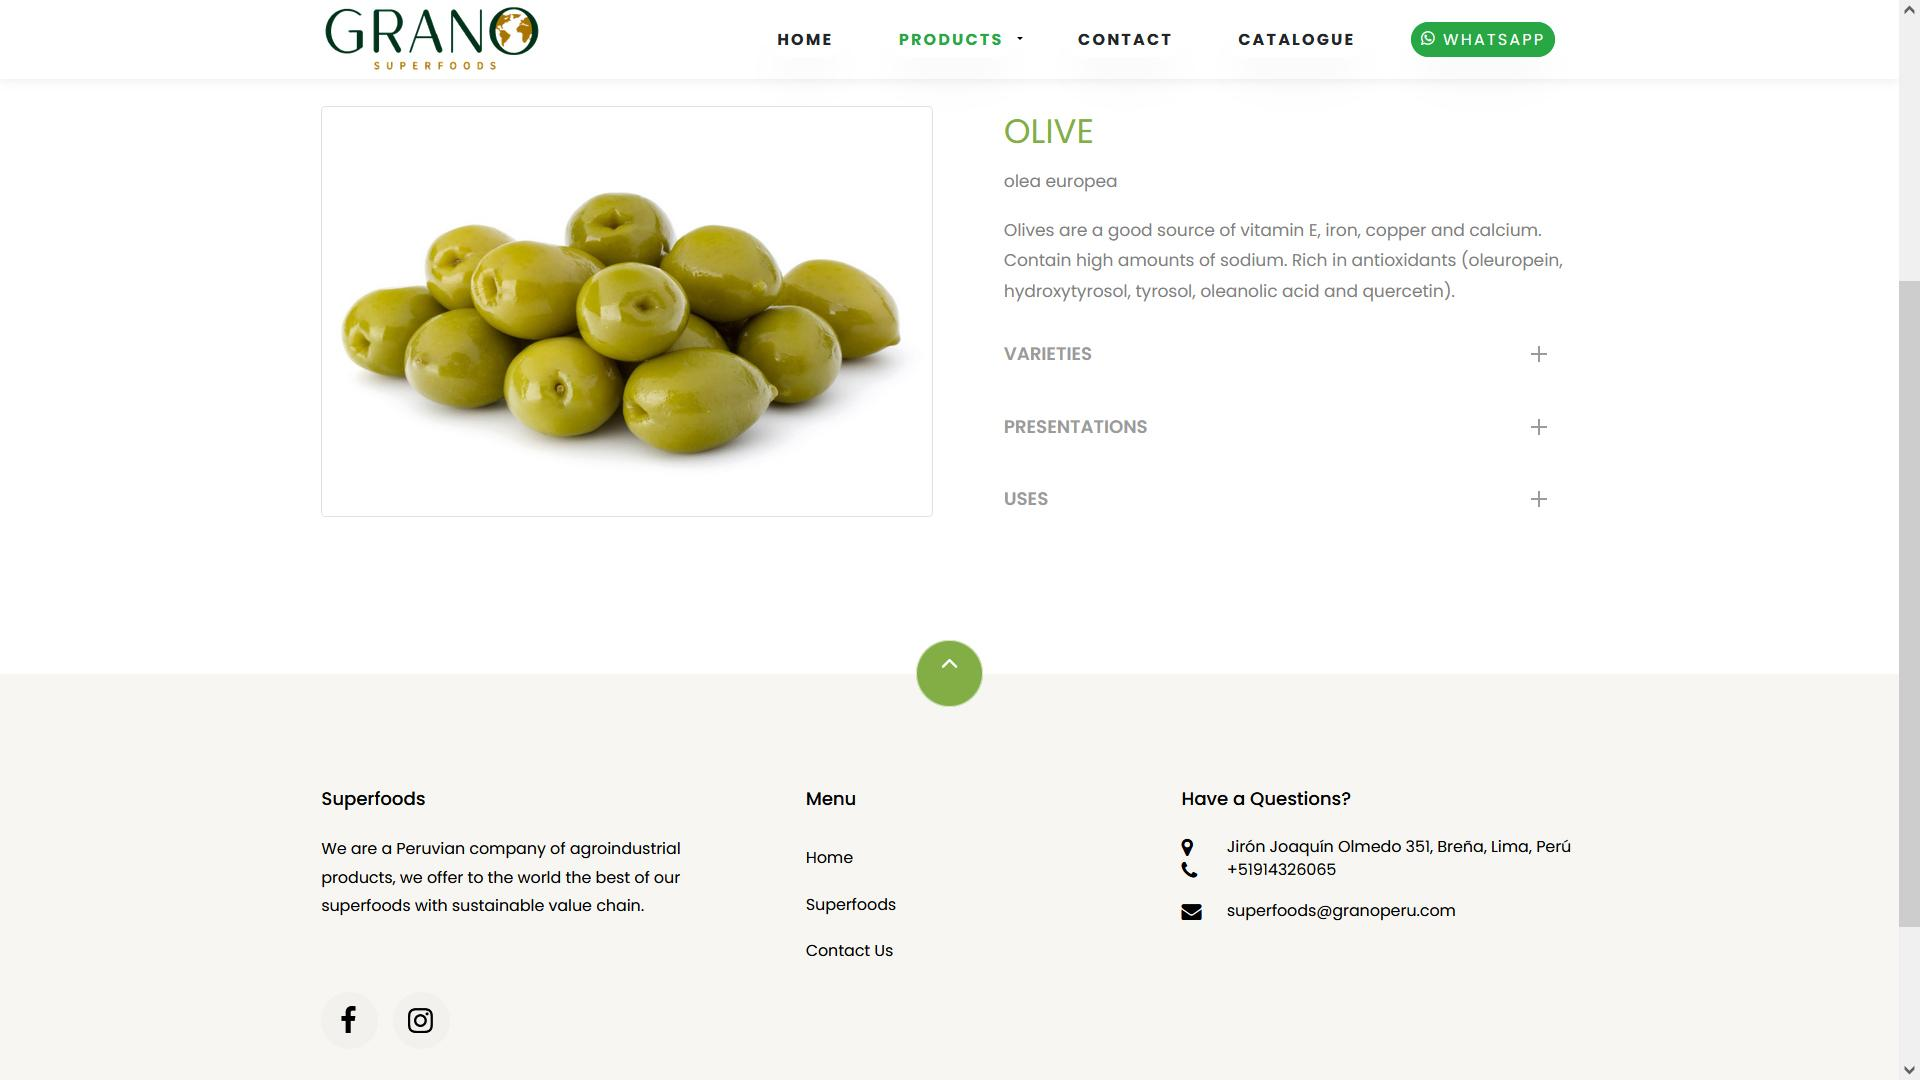 GRANO
SUPERFOODS
HOME
PRODUCTS
CONTACT
CATALOGUE
WHATSAPP
OLIVE
olea europea
Olives are a good source of vitamin E, iron, copper and calcium.
Contain high amounts of sodium. Rich in antioxidants (oleuropein,
hydroxytyrosol, tyrosol, oleanolic acid and quercetin).
VARIETIES
PRESENTATIONS
USES
Superfoods
We are a Peruvian company of agroindustrial
products, we offer to the world the best of our
superfoods with sustainable value chain.
Menu
Home
Superfoods
Contact Us
Have a Questions?
Jirón Joaquín Olmedo 351, Breña, Lima, Perú
+51914326065
superfoods@granoperu.com